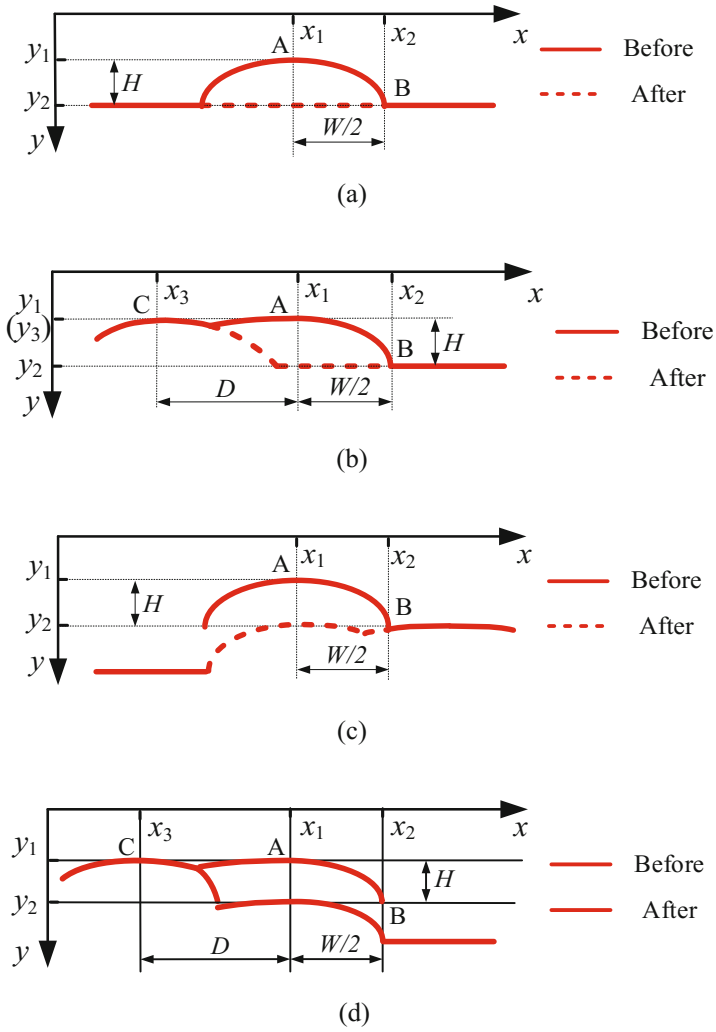 x₁ x₂ x
A
y₁
H
B
y₂
W/2
y
Before
After
(a)
x₃ x₁ x₂ x
y₁
(y₃)
C A
H
B
y₂
D W/2
y
Before
After
(b)
x₁ x₂ x
A
y₁
H
B
y₂
W/2
y
Before
After
(c)
x₃ x₁ x₂ x
y₁
C A
H
y₂
B
D W/2
y
Before
After
(d)